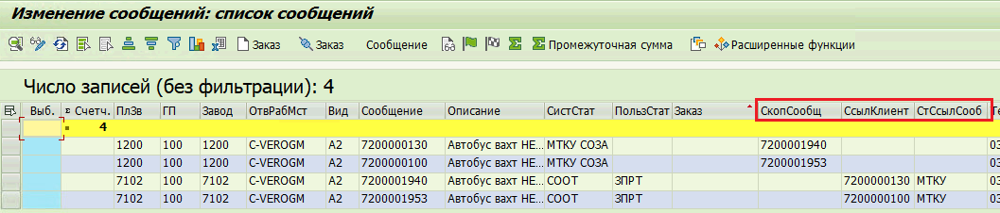 Изменение сообщений: список сообщений
Заказ Заказ Сообщение Промежуточная сумма Расширенные функции
Число записей (без фильтрации): 4
Выб. Счетч. ПлЗв ГП Завод ОтвРабМст Вид Сообщение Описание СистСтат ПользСтат Заказ СкопСообщ СсылКлиент СтСсылСооб
4
1200 100 1200 C-VEROGM A2 7200000130 Автобус вахт НЕ... МТКУ СОЗА 7200001940 03
1200 100 1200 C-VEROGM A2 7200000100 Автобус вахт НЕ... МТКУ СОЗА 7200001953 03
7102 100 7102 C-VEROGM A2 7200001940 Автобус вахт НЕ... СООТ ЗПРТ 7200000130 МТКУ 03
7102 100 7102 C-VEROGM A2 7200001953 Автобус вахт НЕ... СООТ ЗПРТ 7200000100 МТКУ 03